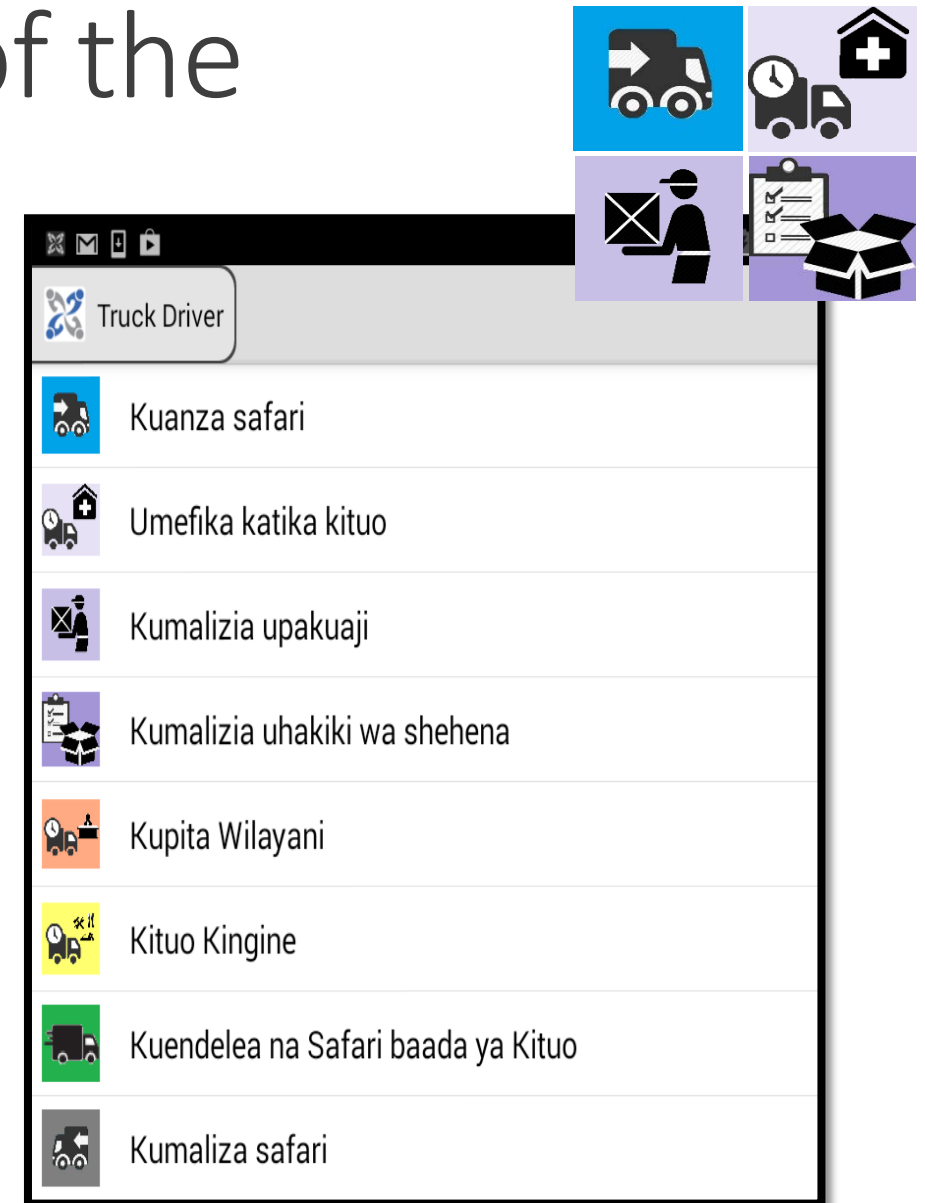 of the
Truck Driver
Kuanza safari
Umefika katika kituo
Kumalizia upakuaji
Kumalizia uhakiki wa shehena
Kupita Wilayani
Kituo Kingine
Kuendelea na Safari baada ya Kituo
Kumaliza safari